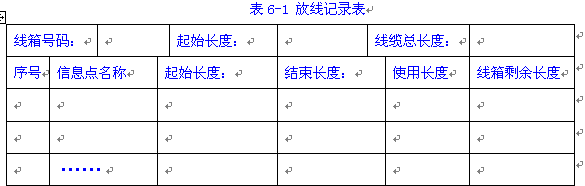 表 6-1 放线记录表
线箱号码： 起始长度： 线缆总长度：
序号 信息点名称 起始长度： 结束长度： 使用长度 线箱剩余长度
······